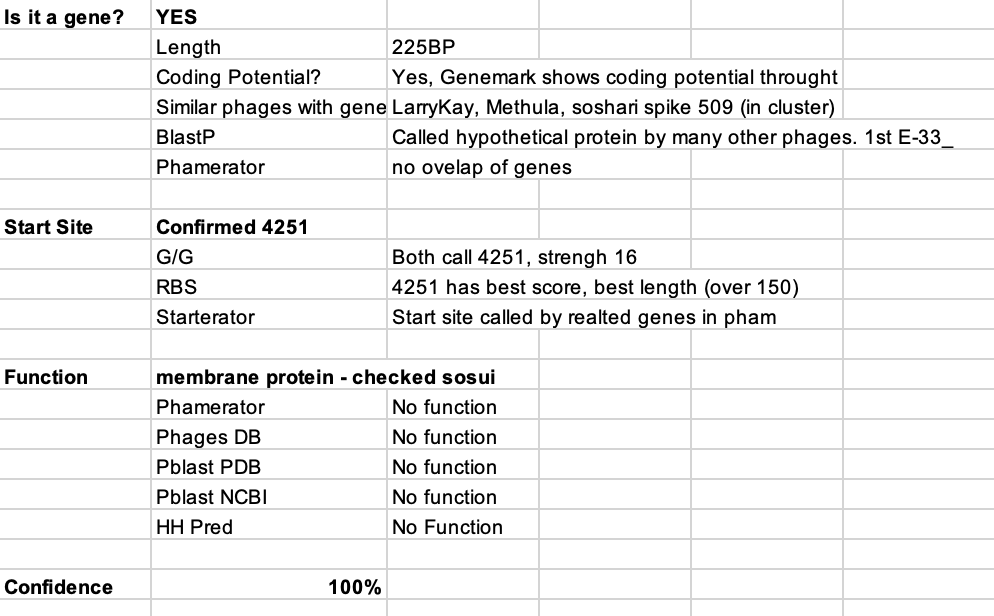 Is it a gene? YES
Length 225BP
Coding Potential? Yes, Genemark shows coding potential throught
Similar phages with gene LarryKay, Methula, soshari spike 509 (in cluster)
BlastP Called hypothetical protein by many other phages. 1st E-33_
Phamerator no ovelap of genes
Start Site Confirmed 4251
G/G Both call 4251, strengh 16
RBS 4251 has best score, best length (over 150)
Starterator Start site called by realted genes in pham
Function membrane protein - checked sosui
Phamerator No function
Phages DB No function
Pblast PDB No function
Pblast NCBI No function
HH Pred No Function
Confidence 100%